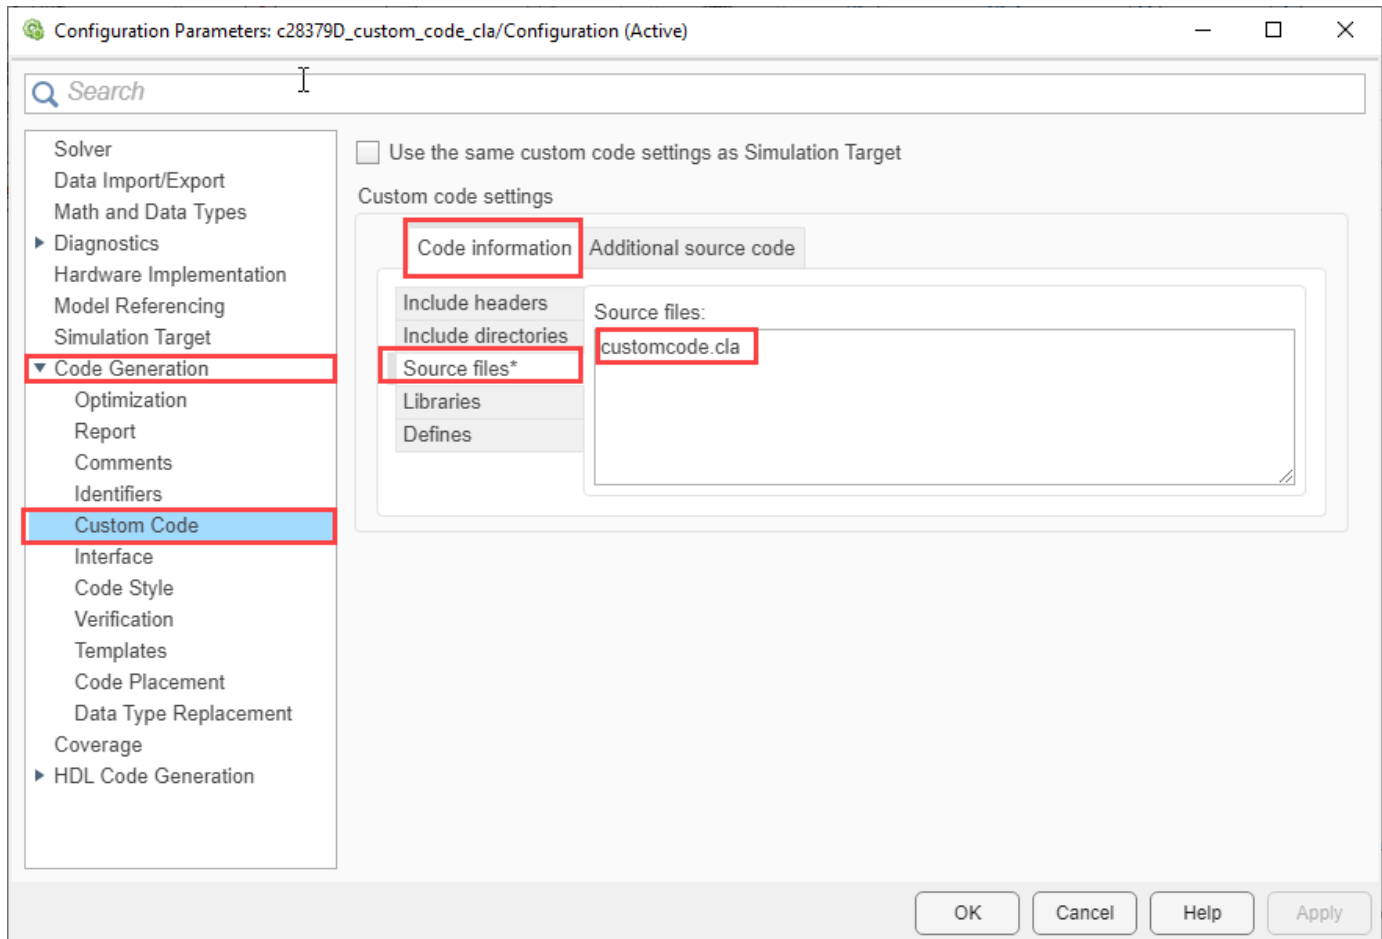 Configuration Parameters: c28379D_custom_code_cla/Configuration (Active)
Search
Solver
Data Import/Export
Math and Data Types
Diagnostics
Hardware Implementation
Model Referencing
Simulation Target
Code Generation
Optimization
Report
Comments
Identifiers
Custom Code
Interface
Code Style
Verification
Templates
Code Placement
Data Type Replacement
Coverage
HDL Code Generation
Use the same custom code settings as Simulation Target
Custom code settings
Code information Additional source code
Include headers
Include directories
Source files*
Libraries
Defines
Source files:
customcode.cla
OK Cancel Help Apply